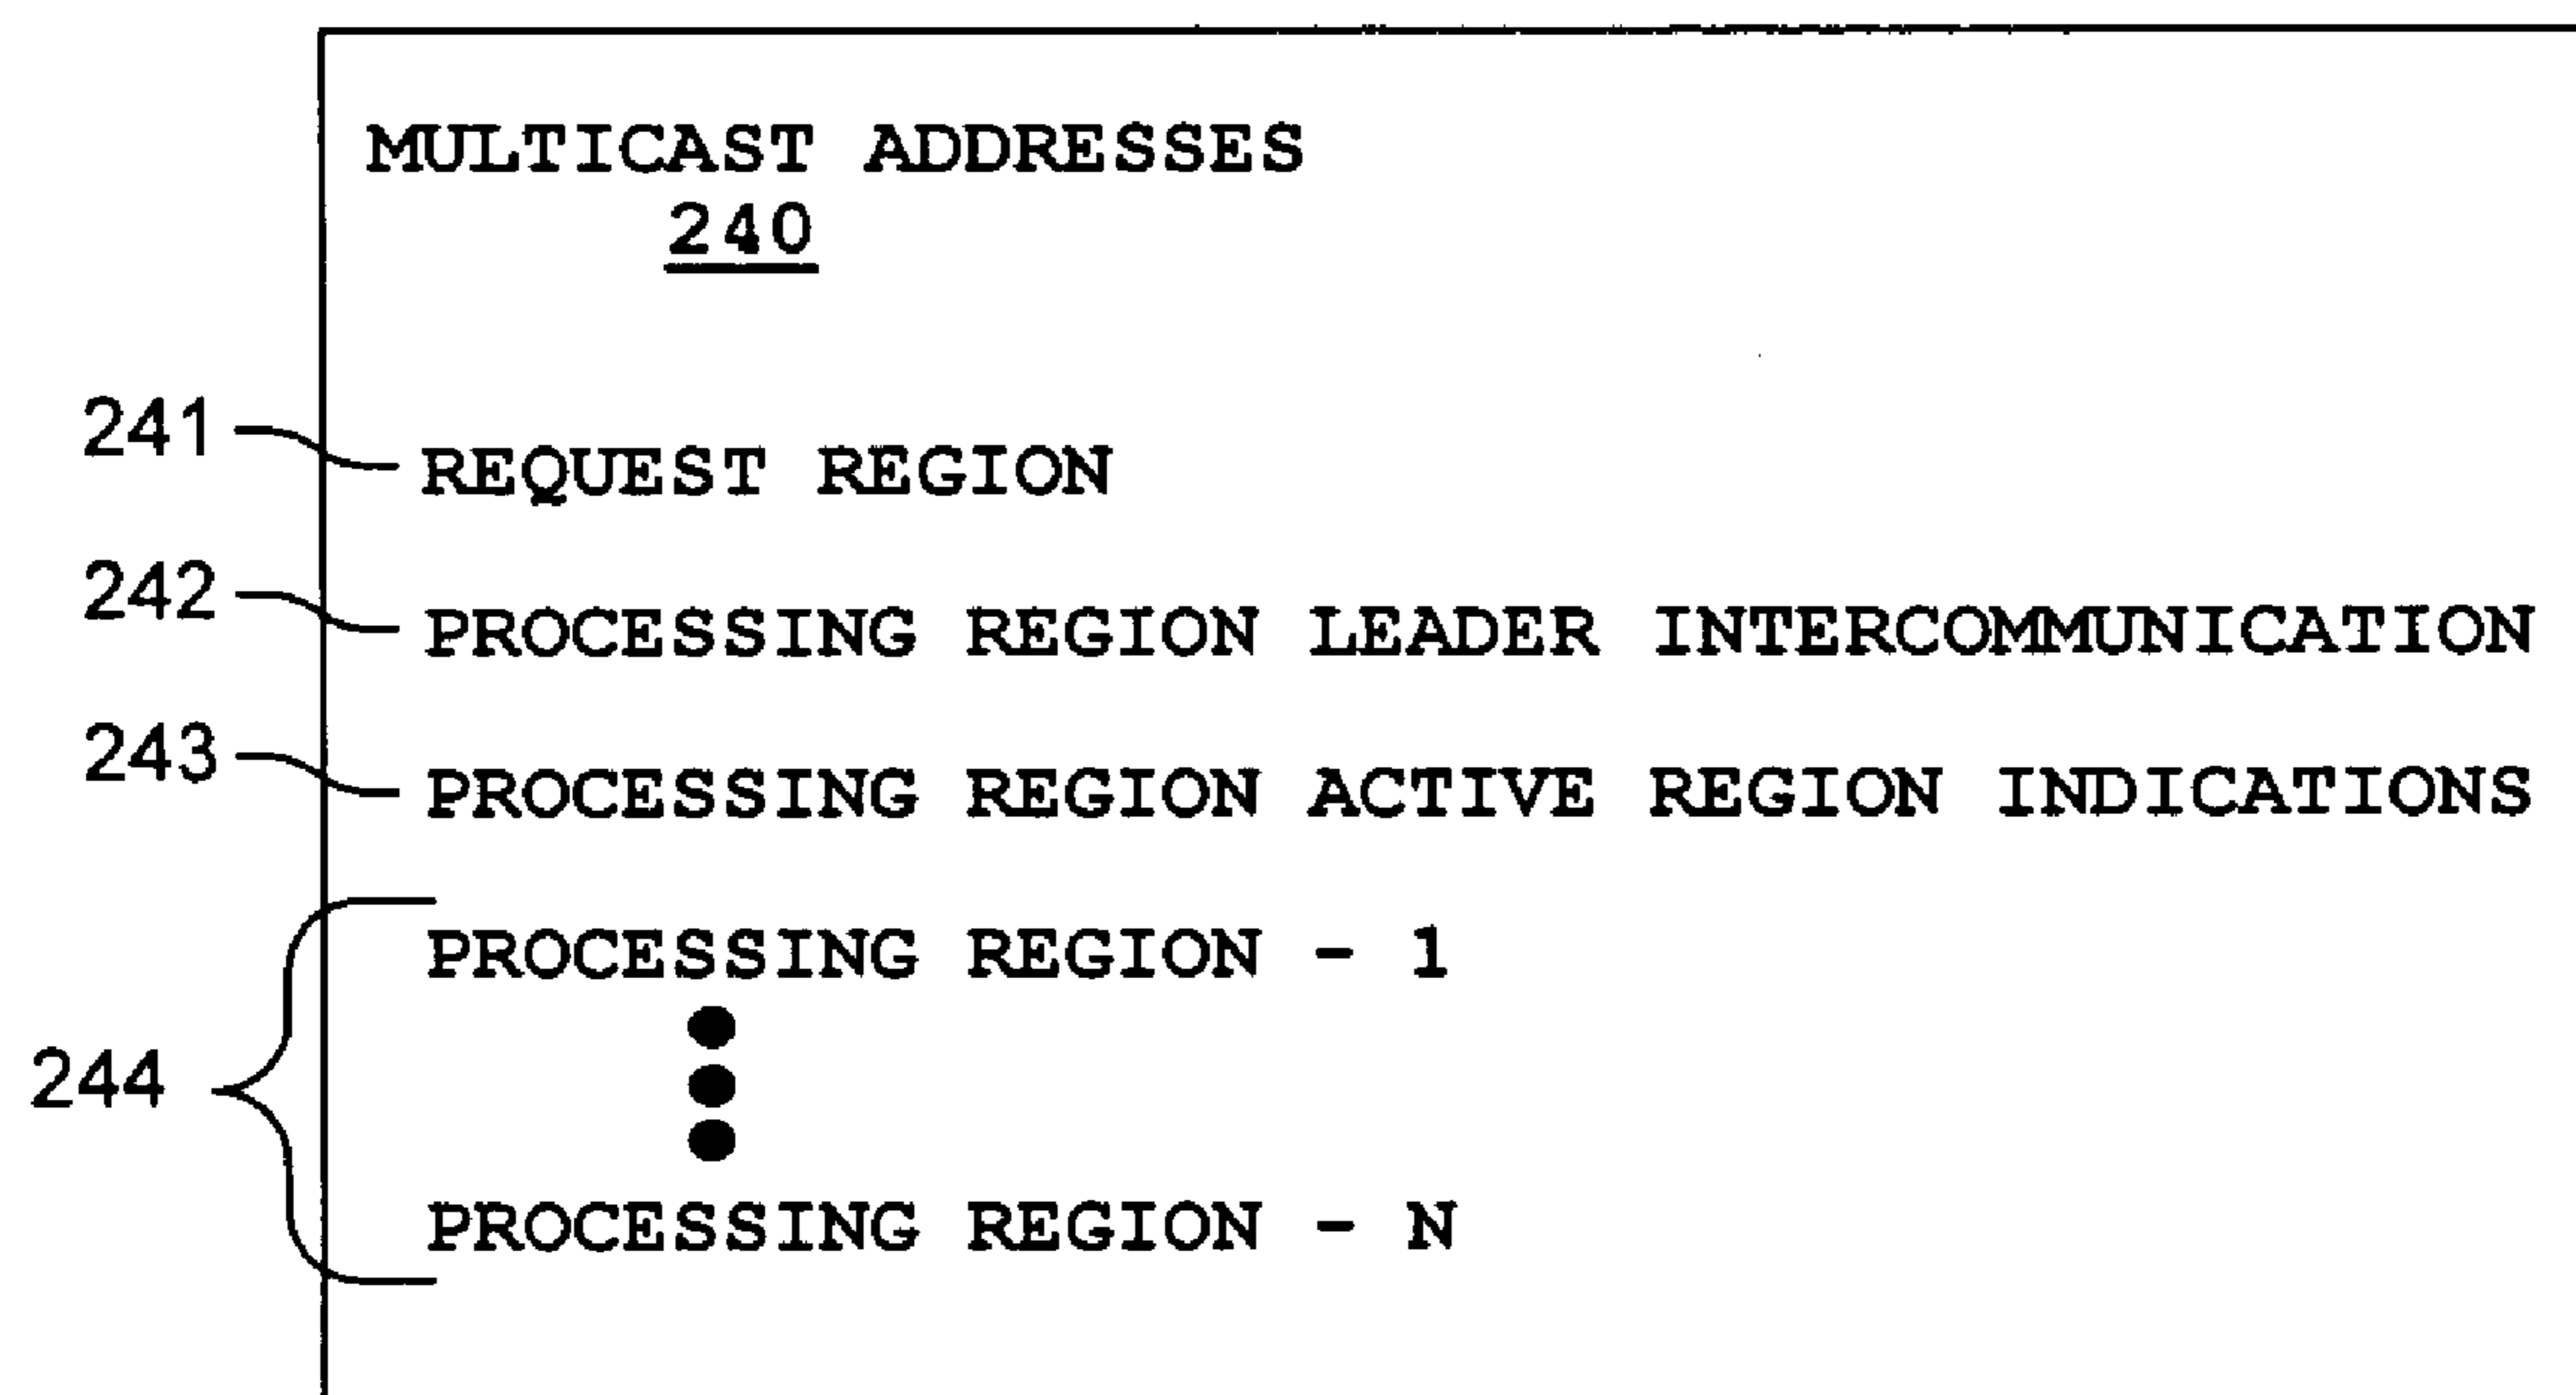 MULTICAST ADDRESSES
240
241 REQUEST REGION
242 PROCESSING REGION LEADER INTERCOMMUNICATION
243 PROCESSING REGION ACTIVE REGION INDICATIONS
PROCESSING REGION - 1
244
PROCESSING REGION - N